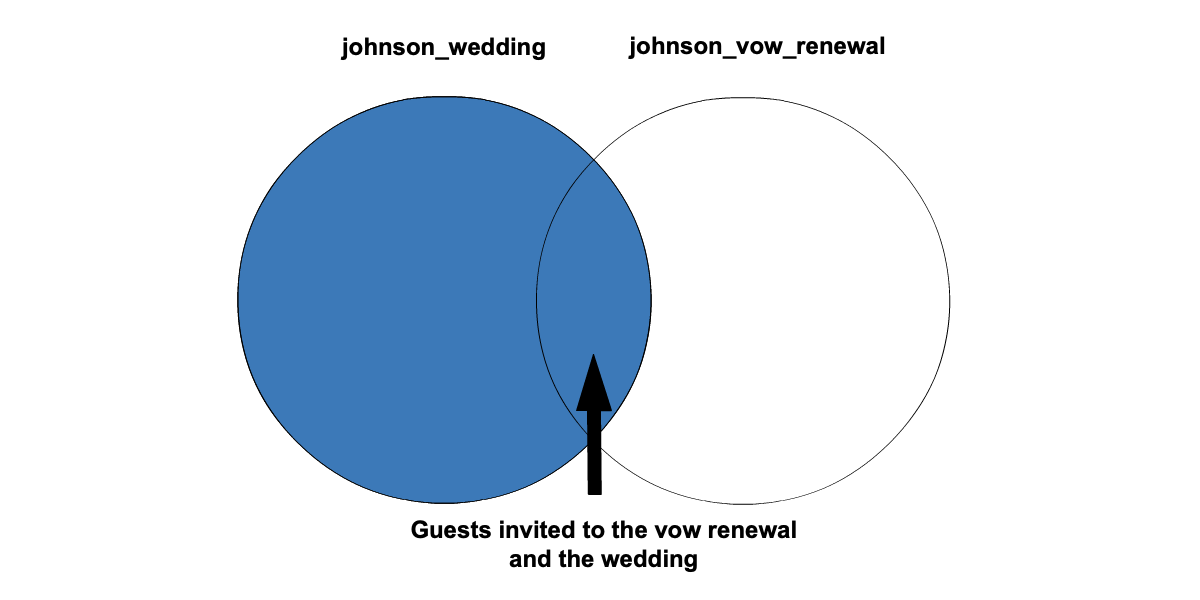 johnson_wedding
johnson_vow_renewal
Guests invited to the vow renewal
and the wedding